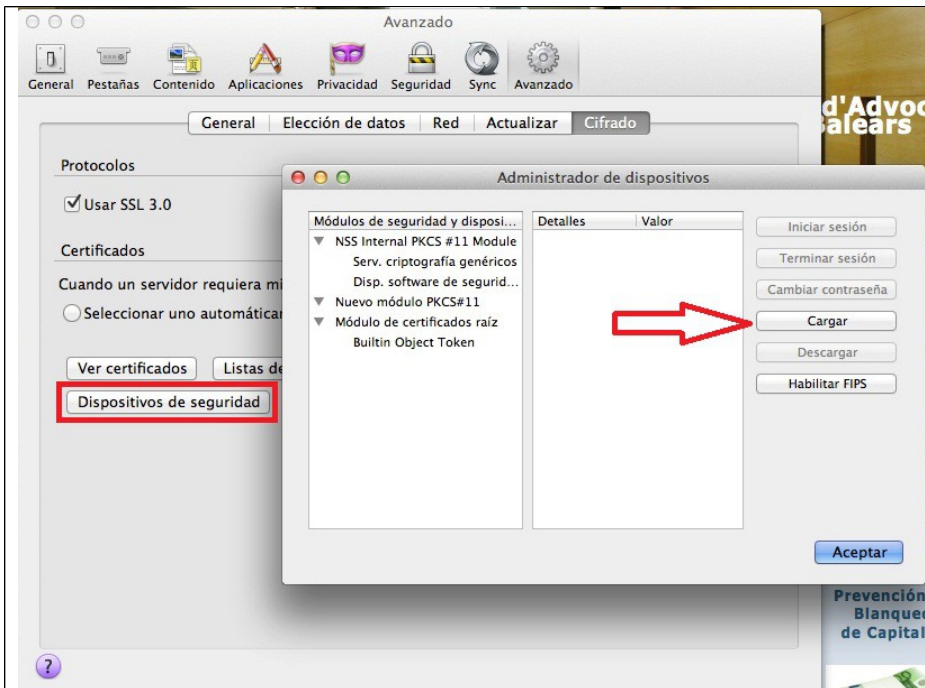 Avanzado
General Pestañas Contenido Aplicaciones Privacidad Seguridad Sync Avanzado
General Elección de datos Red Actualizar Cifrado
Protocolos
Usar SSL 3.0
Certificados
Cuando un servidor requiera mi
Seleccionar uno automática
Ver certificados Listas de
Dispositivos de seguridad
?
Administrador de dispositivos
Módulos de seguridad y disposi...
NSS Internal PKCS #11 Module
Serv. criptografía genéricos
Disp. software de segurid...
Nuevo módulo PKCS#11
Módulo de certificados raíz
Builtin Object Token
Detalles Valor
Iniciar sesión
Terminar sesión
Cambiar contraseña
Cargar
Descargar
Habilitar FIPS
Aceptar
d'Advoc
Balears
Prevención
Blanque
de Capital